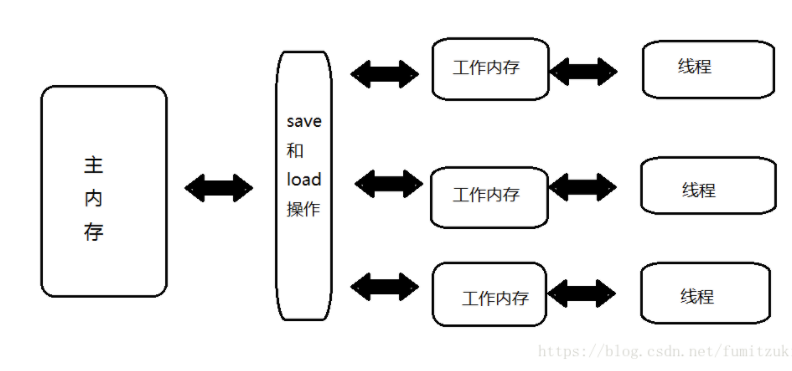 主
内
存
save
和
load
操作
工作内存
线程
工作内存
线程
工作内存
线程
https://blog.csdn.net/fumitzuk